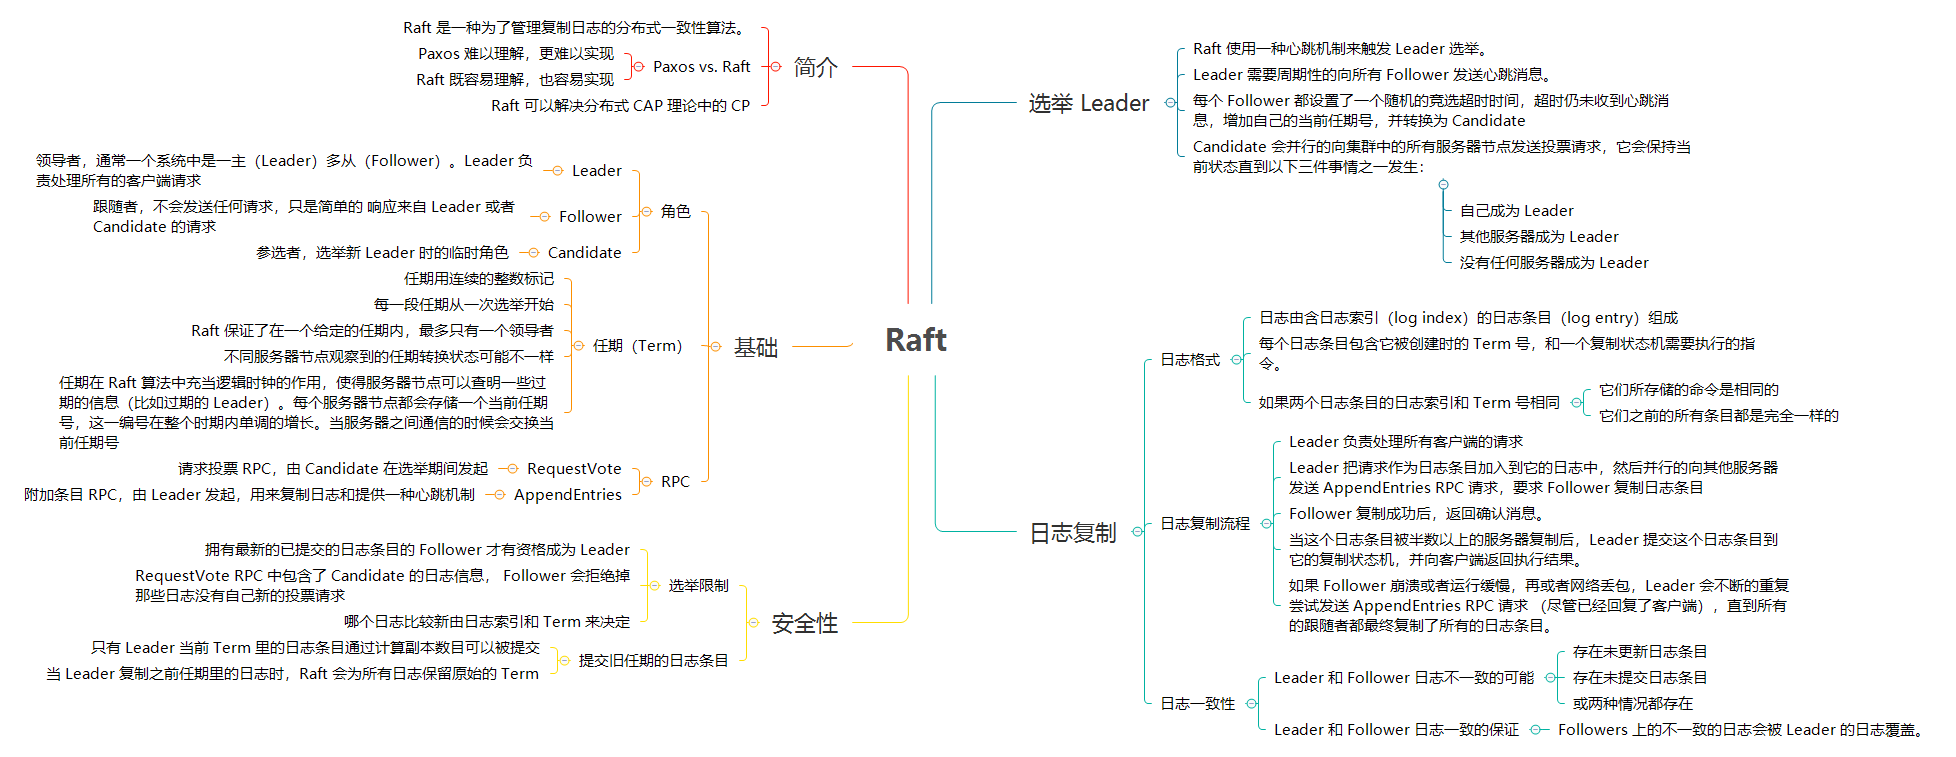 Raft
简介
Raft 是一种为了管理复制日志的分布式一致性算法。
Paxos vs. Raft
Paxos 难以理解，更难以实现
Raft 既容易理解，也容易实现
Raft 可以解决分布式 CAP 理论中的 CP
基础
角色
Leader
领导者，通常一个系统中是一主（Leader）多从（Follower）。Leader 负
责处理所有的客户端请求
Follower
跟随者，不会发送任何请求，只是简单的 响应来自 Leader 或者
Candidate 的请求
Candidate
参选者，选举新 Leader 时的临时角色
任期（Term）
任期用连续的整数标记
每一段任期从一次选举开始
Raft 保证了在一个给定的任期内，最多只有一个领导者
不同服务器节点观察到的任期转换状态可能不一样
任期在 Raft 算法中充当逻辑时钟的作用，使得服务器节点可以查明一些过
期的信息（比如过期的 Leader）。每个服务器节点都会存储一个当前任期
号，这一编号在整个时期内单调的增长。当服务器之间通信的时候会交换当
前任期号
RPC
RequestVote
请求投票 RPC，由 Candidate 在选举期间发起
AppendEntries
附加条目 RPC，由 Leader 发起，用来复制日志和提供一种心跳机制
安全性
选举限制
拥有最新的已提交的日志条目的 Follower 才有资格成为 Leader
RequestVote RPC 中包含了 Candidate 的日志信息， Follower 会拒绝掉
那些日志没有自己新的投票请求
哪个日志比较新由日志索引和 Term 来决定
提交旧任期的日志条目
只有 Leader 当前 Term 里的日志条目通过计算副本数目可以被提交
当 Leader 复制之前任期里的日志时，Raft 会为所有日志保留原始的 Term
选举 Leader
Raft 使用一种心跳机制来触发 Leader 选举。
Leader 需要周期性的向所有 Follower 发送心跳消息。
每个 Follower 都设置了一个随机的竞选超时时间，超时仍未收到心跳消
息，增加自己的当前任期号，并转换为 Candidate
Candidate 会并行的向集群中的所有服务器节点发送投票请求，它会保持当
前状态直到以下三件事情之一发生：
自己成为 Leader
其他服务器成为 Leader
没有任何服务器成为 Leader
日志复制
日志格式
日志由含日志索引（log index）的日志条目（log entry）组成
每个日志条目包含它被创建时的 Term 号，和一个复制状态机需要执行的指
令。
如果两个日志条目的日志索引和 Term 号相同
它们所存储的命令是相同的
它们之前的所有条目都是完全一样的
日志复制流程
Leader 负责处理所有客户端的请求
Leader 把请求作为日志条目加入到它的日志中，然后并行的向其他服务器
发送 AppendEntries RPC 请求，要求 Follower 复制日志条目
Follower 复制成功后，返回确认消息。
当这个日志条目被半数以上的服务器复制后，Leader 提交这个日志条目到
它的复制状态机，并向客户端返回执行结果。
如果 Follower 崩溃或者运行缓慢，再或者网络丢包，Leader 会不断的重复
尝试发送 AppendEntries RPC 请求 （尽管已经回复了客户端），直到所有
的跟随者都最终复制了所有的日志条目。
日志一致性
Leader 和 Follower 日志不一致的可能
存在未更新日志条目
存在未提交日志条目
或两种情况都存在
Leader 和 Follower 日志一致的保证
Followers 上的不一致的日志会被 Leader 的日志覆盖。